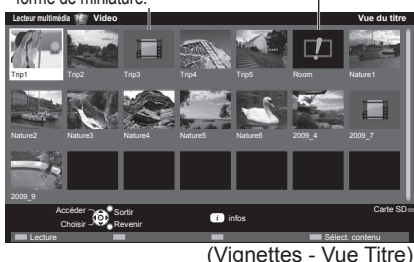 forme de miniature.
Lecteur multimédia Video Vue du titre
Trip1 Trip2 Trip3 Trip4 Trip5 Room Nature1
Nature2 Nature3 Nature4 Nature5 Nature6 2009_4 2009_7
2009_9
Accéder Sortir
Choisir Revenir
i infos
Carte SD
Lecture Sélect. contenu
(Vignettes - Vue Titre)